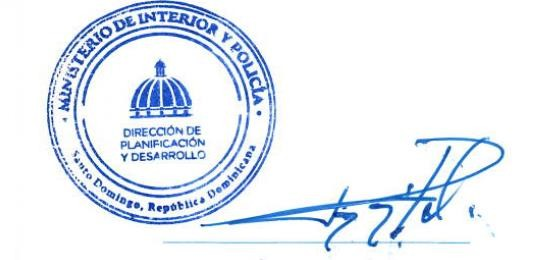 MINISTERIO DE INTERIOR Y POLICÍA
DIRECCIÓN DE
PLANIFICACIÓN
Y DESARROLLO
Santo Domingo, República Dominicana